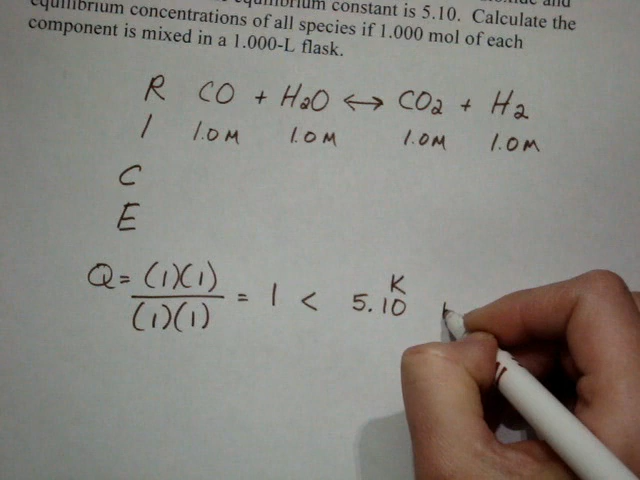 constant is 5.10. Calculate the
equilibrium concentrations of all species if 1.000 mol of each
component is mixed in a 1.000-L flask.
R CO + H2O ↔ CO2 + H2
I 1.0M 1.0M 1.0M 1.0M
C
E
K
Q = (1)(1) / (1)(1) = 1 < 5.10